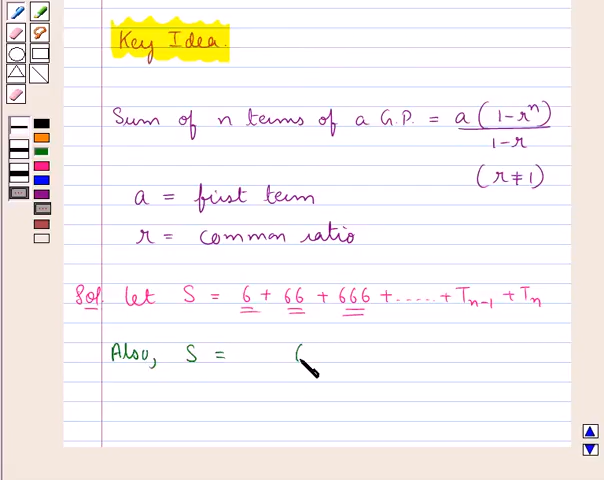 Key Idea.
Sum of n terms of a G.P. = a(1-rⁿ)/1-r
(r≠1)
a = first term
r = common ratio
Sol. let S = 6 + 66 + 666 + ...... + Tₙ₋₁ + Tₙ
Also, S = (